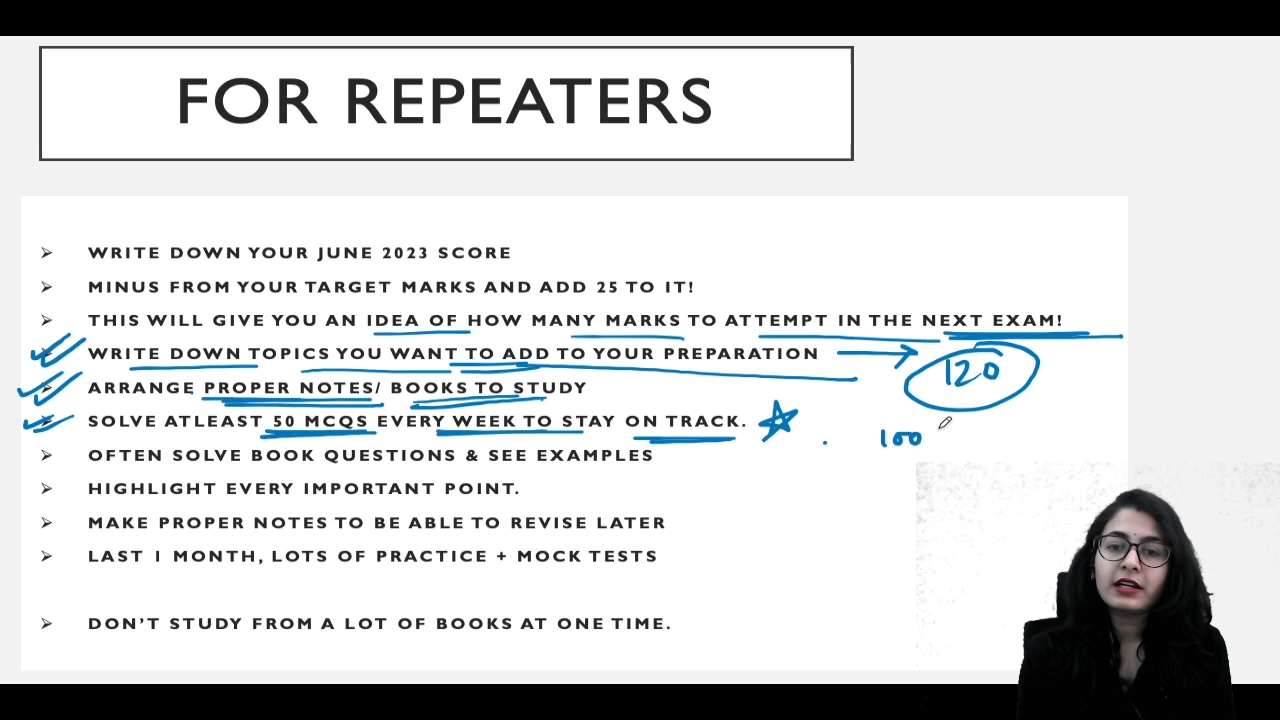 FOR REPEATERS
WRITE DOWN YOUR JUNE 2023 SCORE
MINUS FROM YOUR TARGET MARKS AND ADD 25 TO IT!
THIS WILL GIVE YOU AN IDEA OF HOW MANY MARKS TO ATTEMPT IN THE NEXT EXAM!
WRITE DOWN TOPICS YOU WANT TO ADD TO YOUR PREPARATION
120
ARRANGE PROPER NOTES/ BOOKS TO STUDY
SOLVE ATLEAST 50 MCQS EVERY WEEK TO STAY ON TRACK.
100
OFTEN SOLVE BOOK QUESTIONS & SEE EXAMPLES
HIGHLIGHT EVERY IMPORTANT POINT.
MAKE PROPER NOTES TO BE ABLE TO REVISE LATER
LAST 1 MONTH, LOTS OF PRACTICE + MOCK TESTS
DON'T STUDY FROM A LOT OF BOOKS AT ONE TIME.